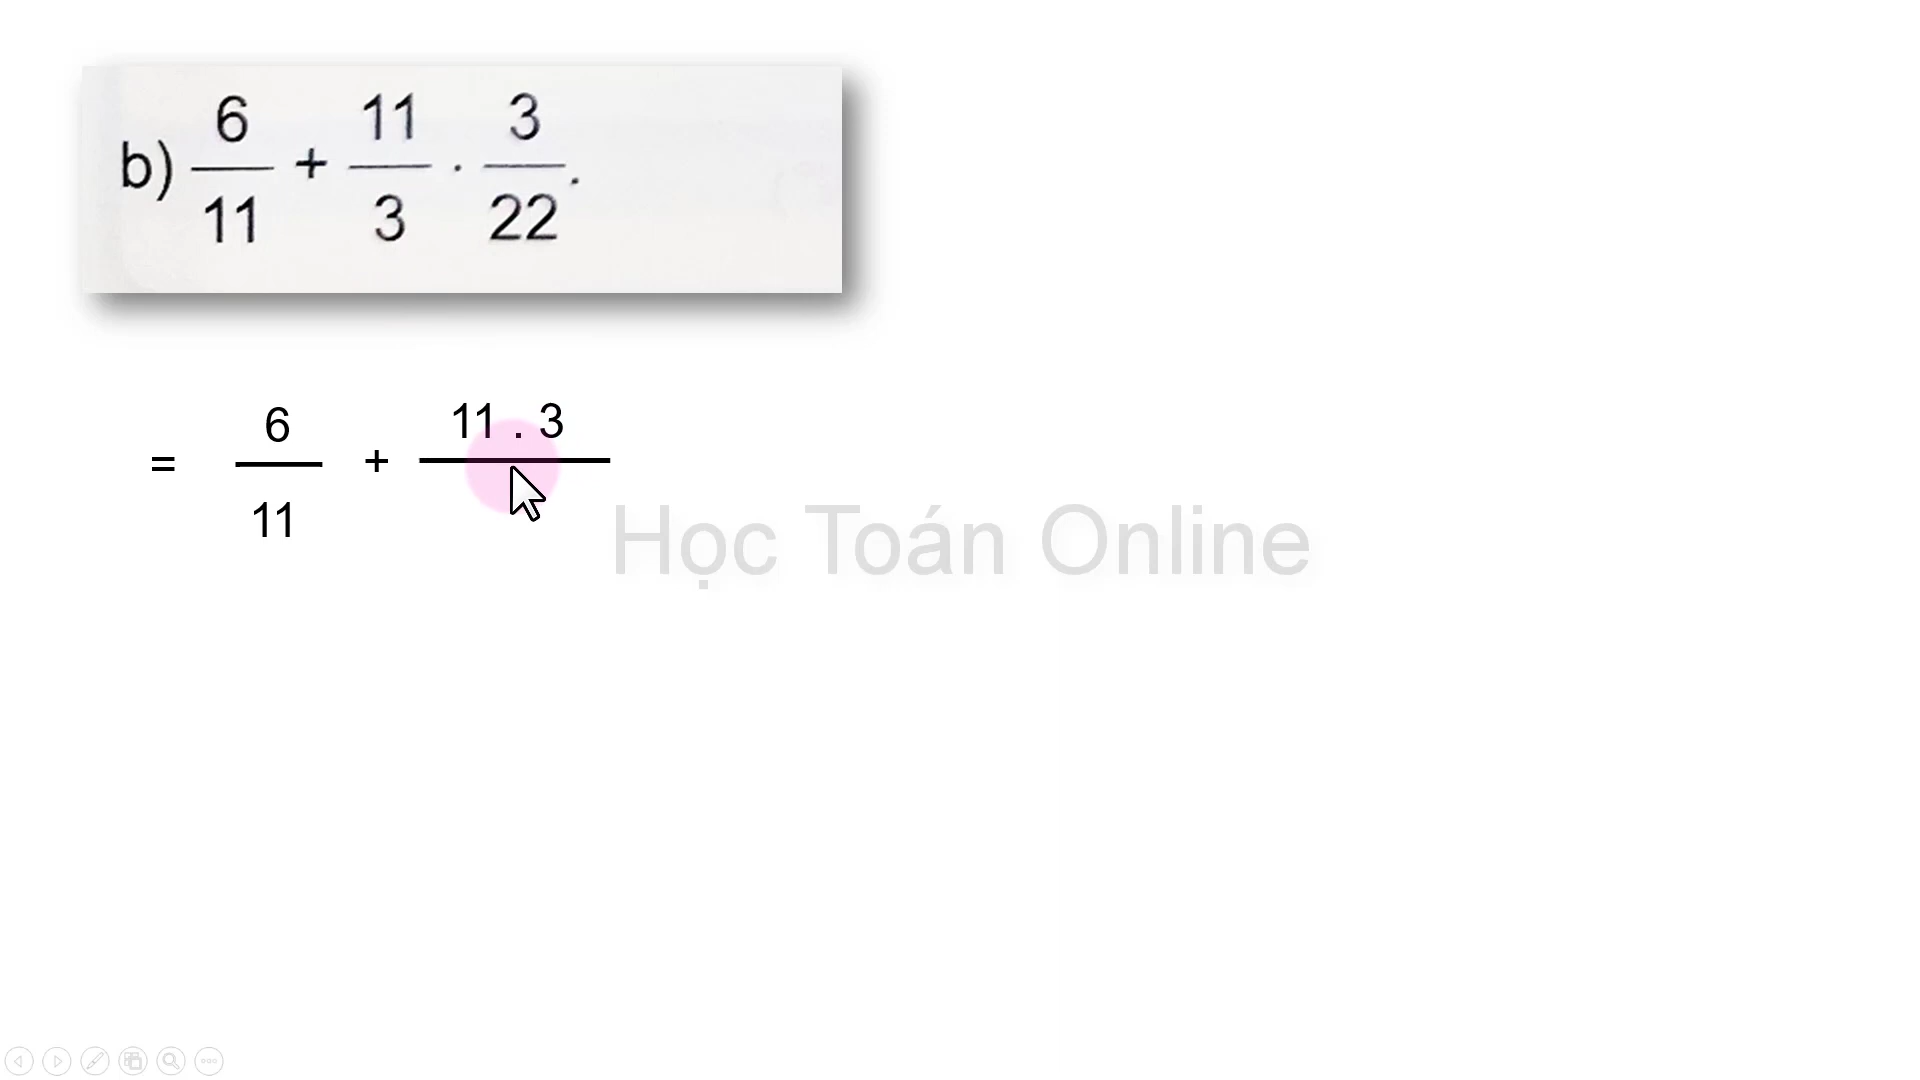 b) 6/11 + 11/3 . 3/22.
= 6/11 + 11 . 3/
Học Toán Online